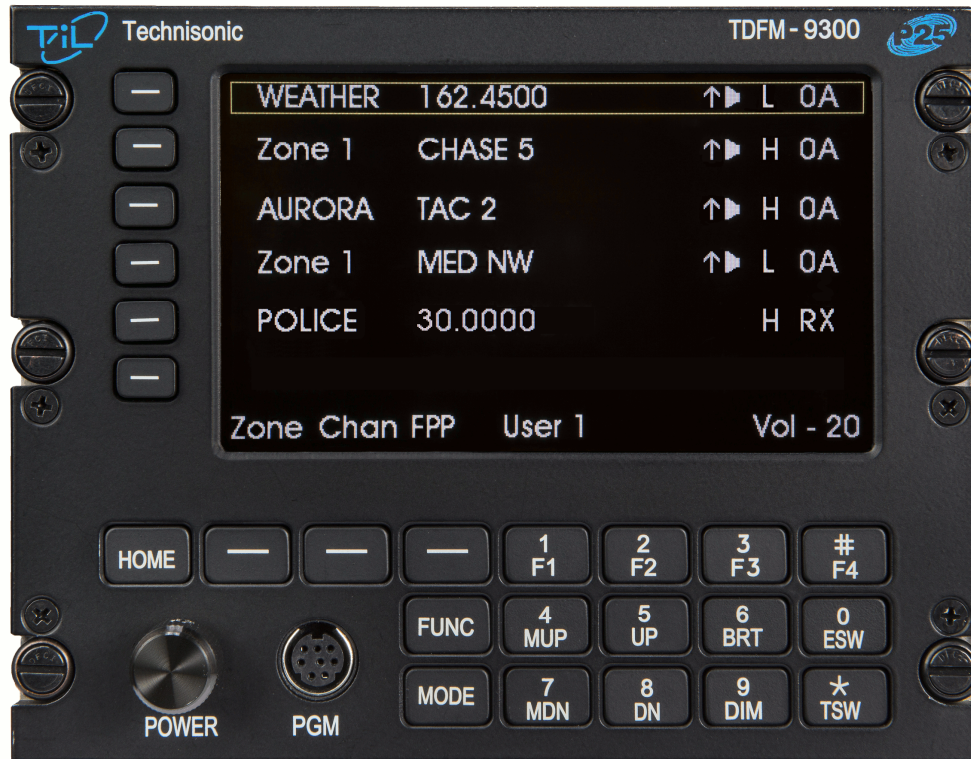 TiL Technisonic TDFM - 9300 P25
WEATHER 162.4500 L 0A
Zone 1 CHASE 5 H 0A
AURORA TAC 2 H 0A
Zone 1 MED NW L 0A
POLICE 30.0000 H RX
Zone Chan FPP User 1 Vol - 20
HOME 1 2 3 #
F1 F2 F3 F4
FUNC 4 5 6 0
MUP UP BRT ESW
MODE 7 8 9 *
MDN DN DIM TSW
POWER PGM